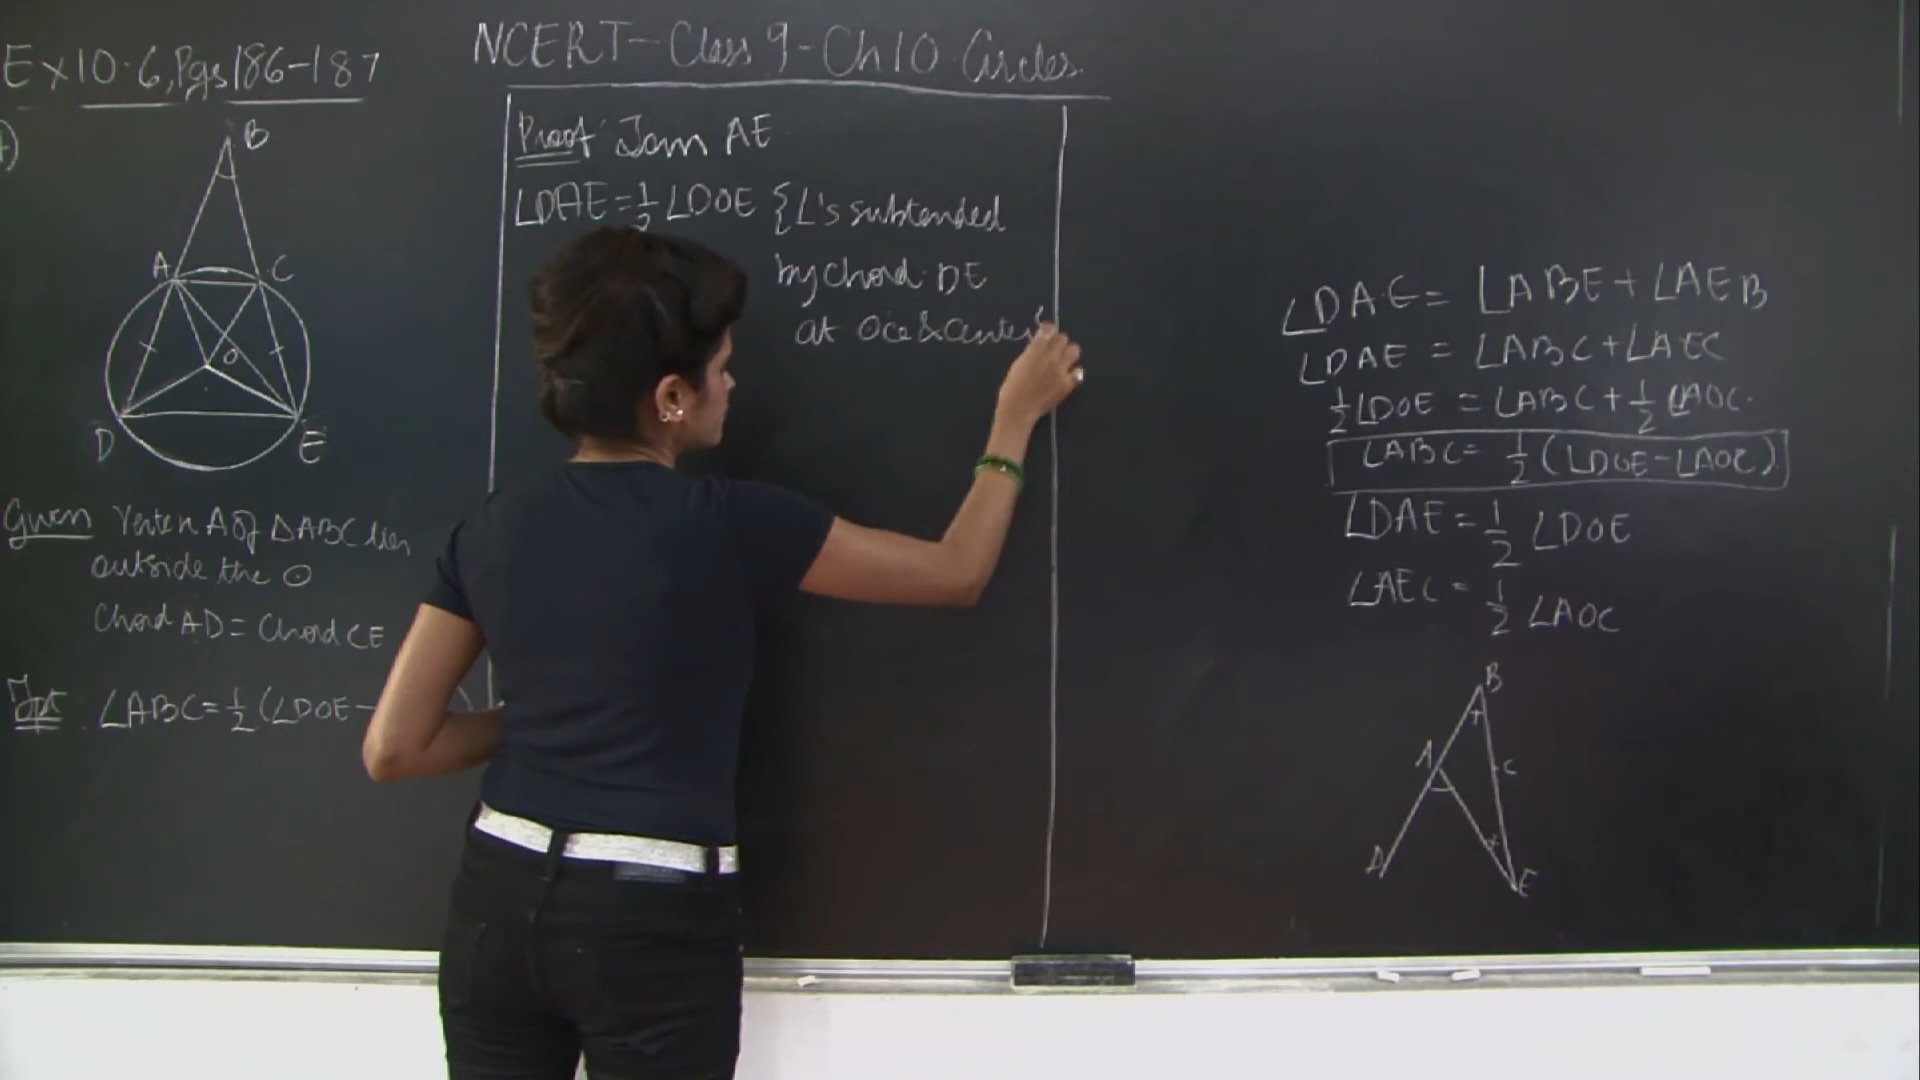 NCERT-Class 9-Ch10 Circles
Ex10.6,Pgs186-187
B
A C
O
D E
Given Vertex A of △ABC lies
outside the ⊙
Chord AD = Chord CE
∠ABC = 1/2 (∠DOE - )
Proof Join AE
∠DAE = 1/2 ∠DOE {∠'s subtended
by chord DE
at ⊙ce & center}
∠DAE = ∠ABE + ∠AEB
∠DAE = ∠ABC + ∠AEC
1/2 ∠DOE = ∠ABC + 1/2 ∠AOC.
∠ABC = 1/2 (∠DOE - ∠AOC)
∠DAE = 1/2 ∠DOE
∠AEC = 1/2 ∠AOC
B
A
C
E